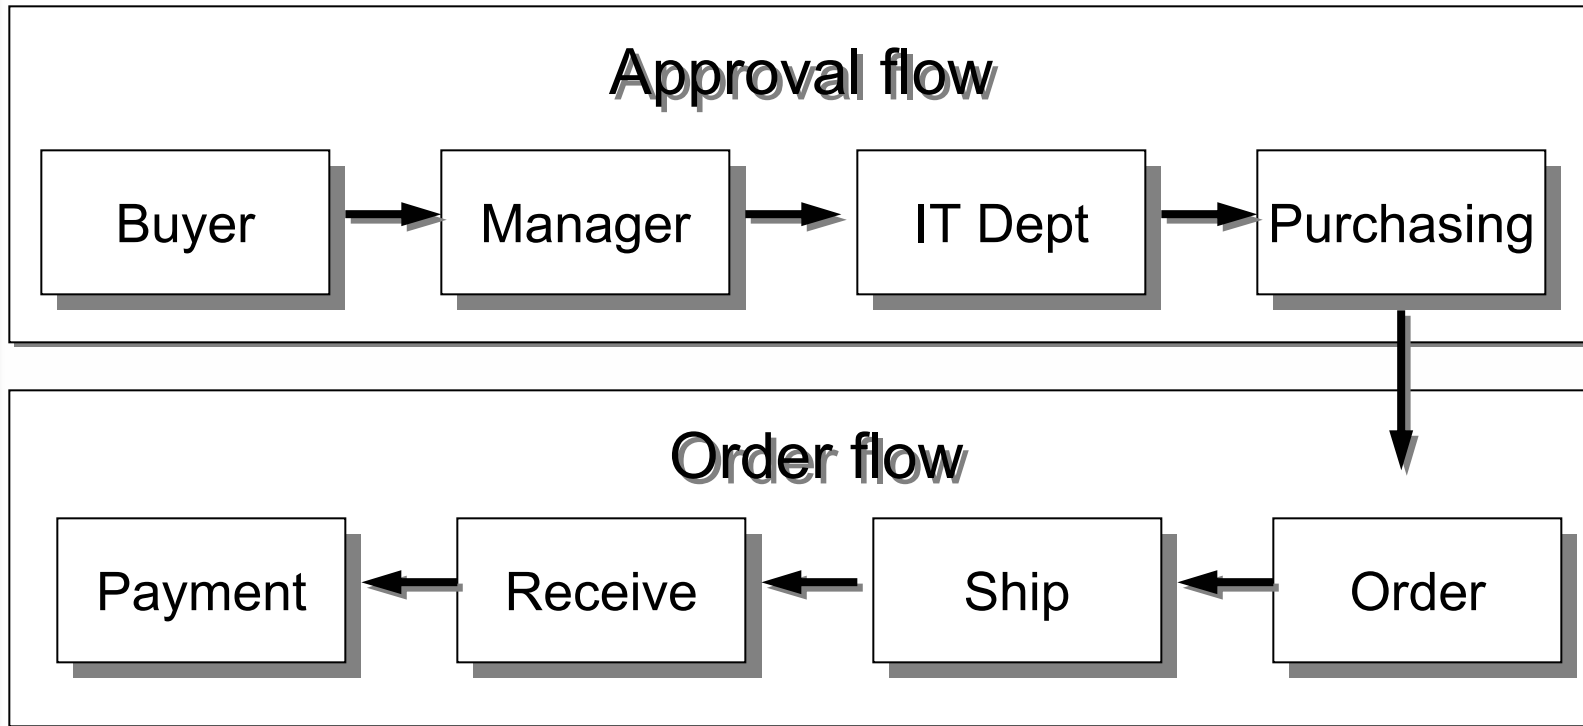 Approval flow
Buyer
Manager
IT Dept
Purchasing
Order flow
Payment
Receive
Ship
Order